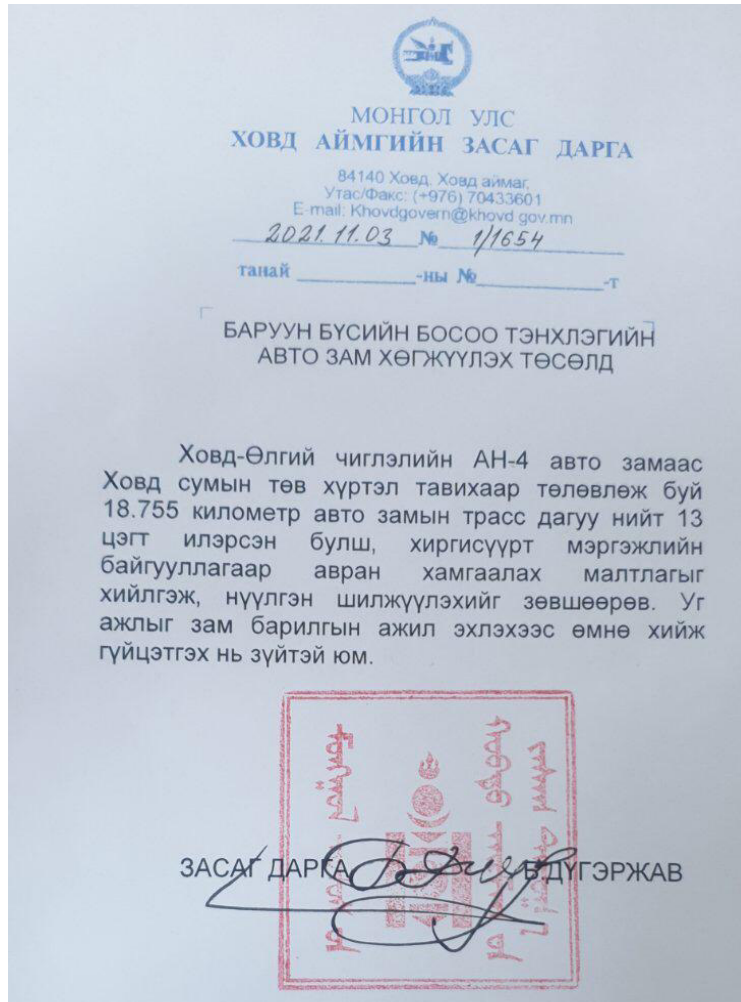 МОНГОЛ УЛС
ХОВД АЙМГИЙН ЗАСАГ ДАРГА
84140 Ховд. Ховд аймаг,
Утас/Факс: (+976) 70433601
E-mail: Khovdgovern@khovd gov.mn
2021. 11. 03 № 1/1654
танай ____________-ны №____________-т
БАРУУН БҮСИЙН БОСОО ТЭНХЛЭГИЙН
АВТО ЗАМ ХӨГЖҮҮЛЭХ ТӨСӨЛД
Ховд-Өлгий чиглэлийн АН-4 авто замаас
Ховд сумын төв хүртэл тавихаар төлөвлөж буй
18.755 километр авто замын трасс дагуу нийт 13
цэгт илэрсэн булш, хиргисүүрт мэргэжлийн
байгууллагаар авран хамгаалах малтлагыг
хийлгэж, нүүлгэн шилжүүлэхийг зөвшөөрөв. Уг
ажлыг зам барилгын ажил эхлэхээс өмнө хийж
гүйцэтгэх нь зүйтэй юм.
ЗАСАГ ДАРГА Б.ДҮГЭРЖАВ